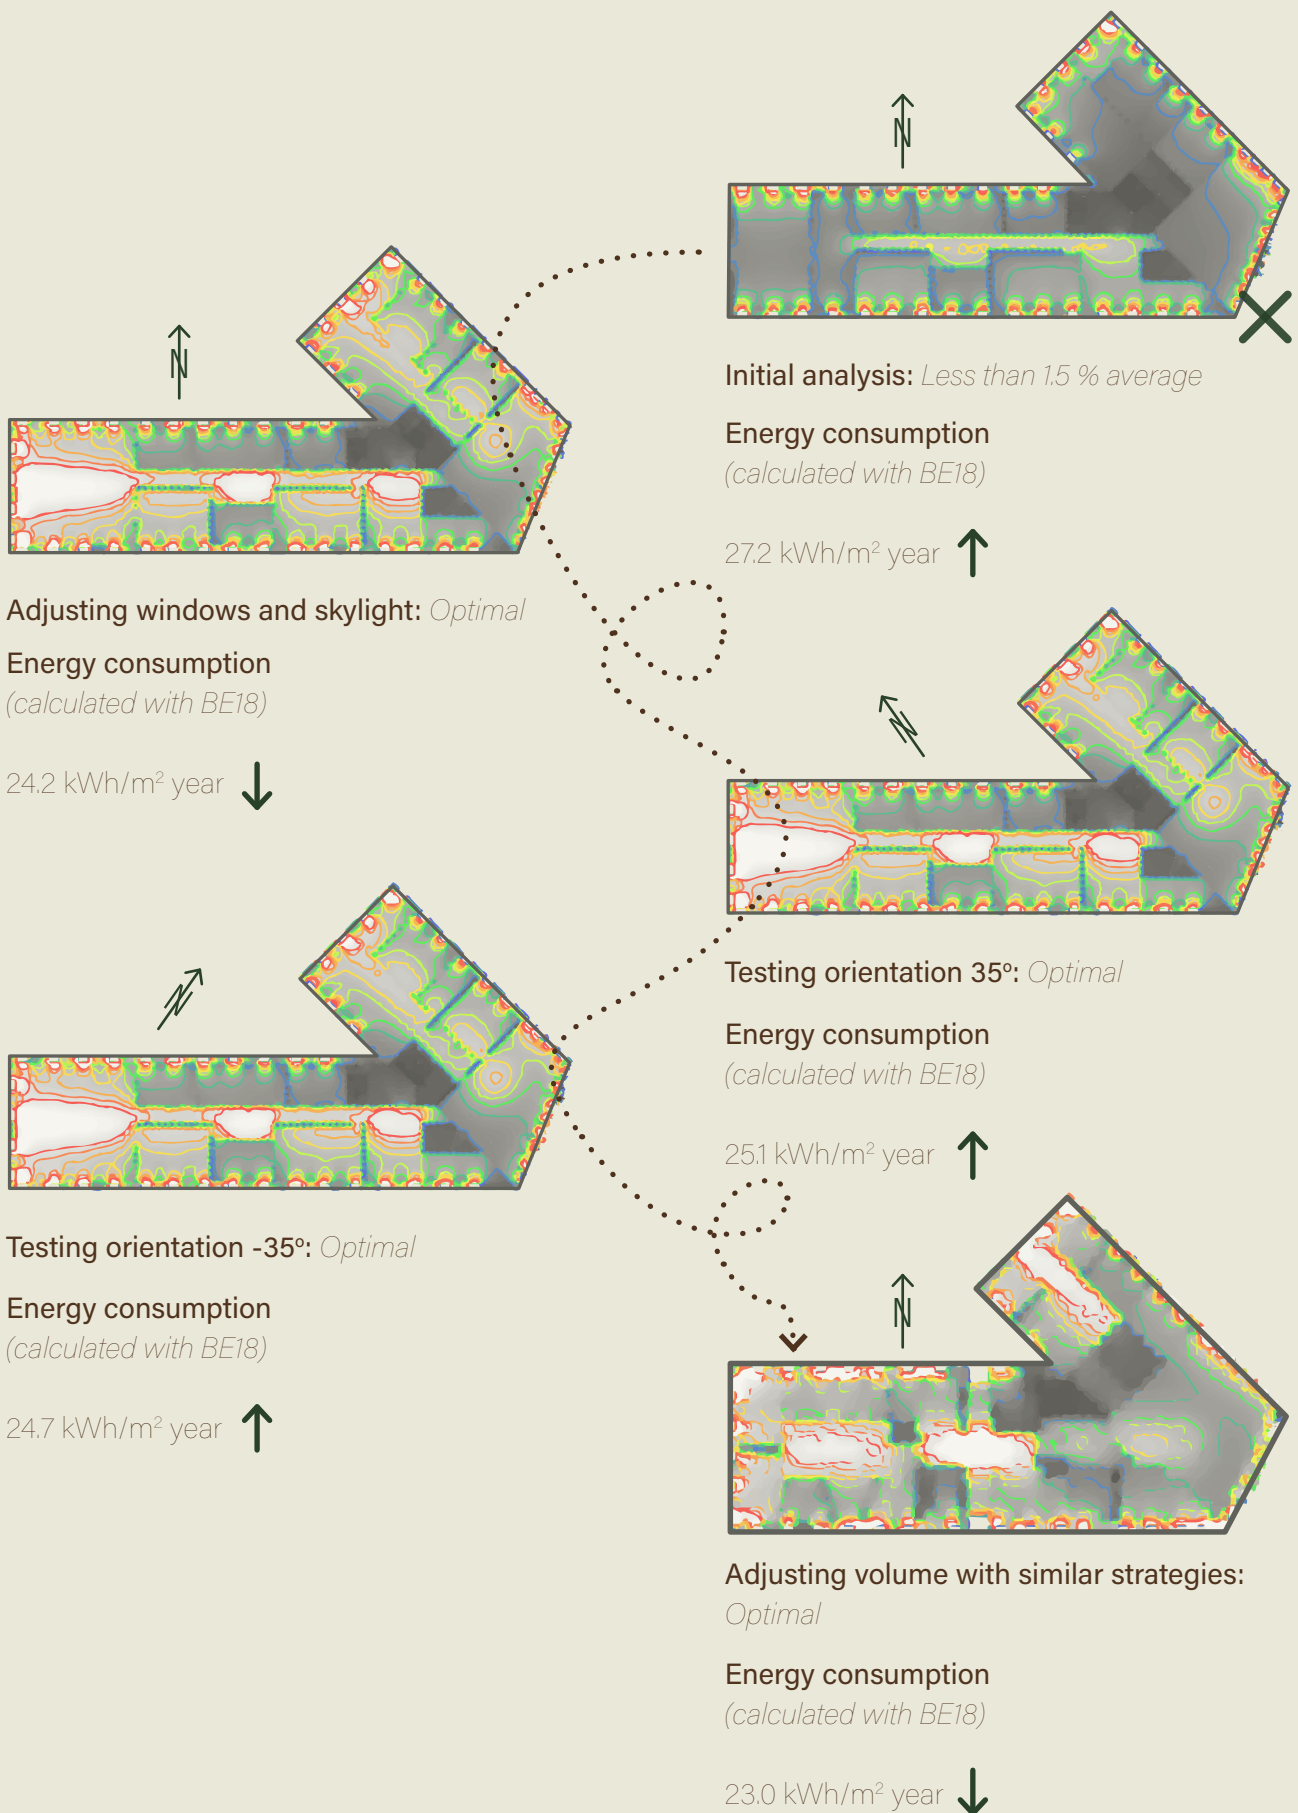 N
Initial analysis: Less than 1.5 % average
Energy consumption
(calculated with BE18)
27.2 kWh/m² year
N
Adjusting windows and skylight: Optimal
Energy consumption
(calculated with BE18)
24.2 kWh/m² year
N
Testing orientation 35º: Optimal
Energy consumption
(calculated with BE18)
25.1 kWh/m² year
N
Testing orientation -35º: Optimal
Energy consumption
(calculated with BE18)
24.7 kWh/m² year
N
Adjusting volume with similar strategies:
Optimal
Energy consumption
(calculated with BE18)
23.0 kWh/m² year